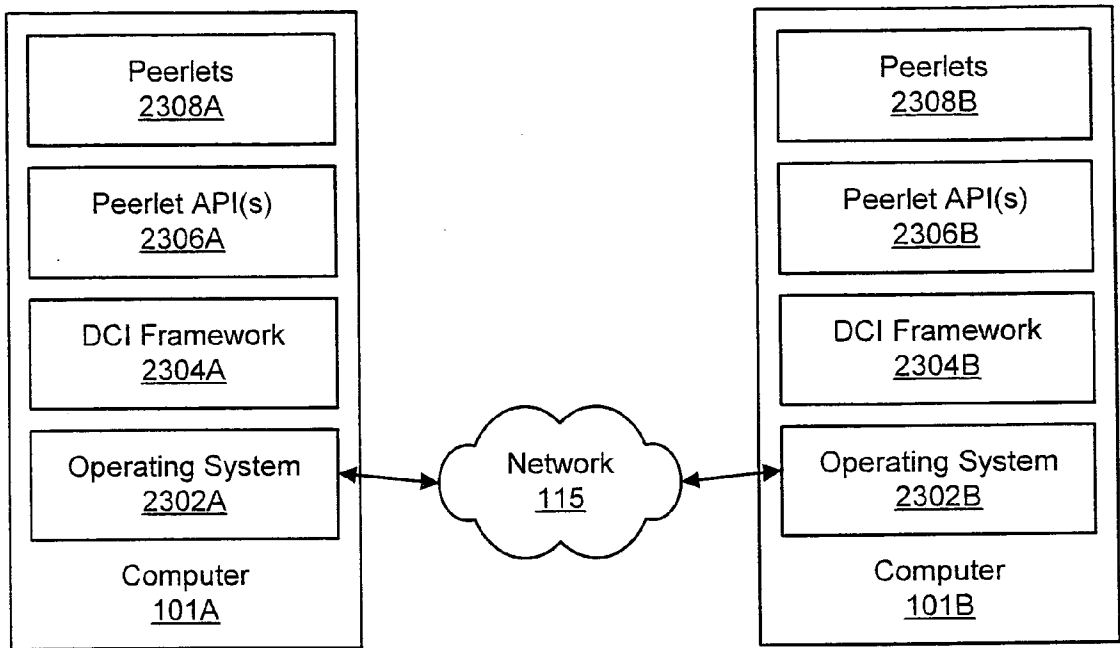 Peerlets
2308A
Peerlet API(s)
2306A
DCI Framework
2304A
Operating System
2302A
Computer
101A
Network
115
Peerlets
2308B
Peerlet API(s)
2306B
DCI Framework
2304B
Operating System
2302B
Computer
101B